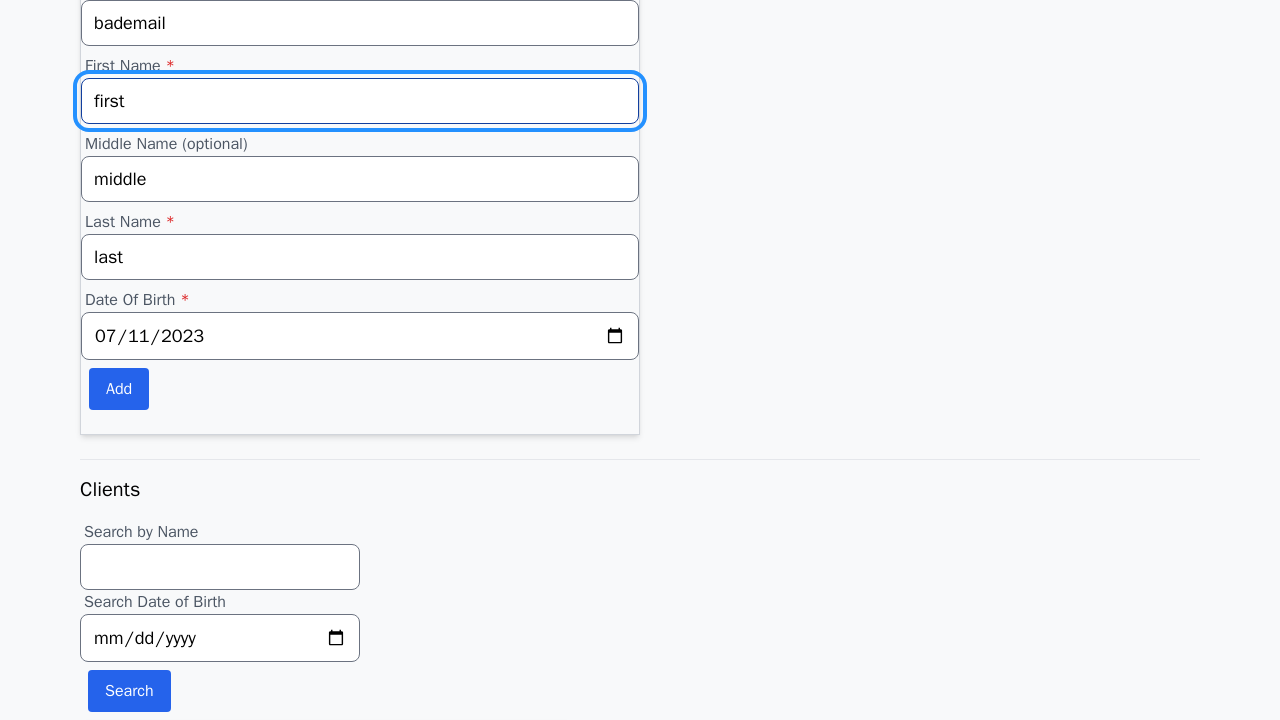 bademail
First Name *
first
Middle Name (optional)
middle
Last Name *
last
Date Of Birth *
07/11/2023
Add
Clients
Search by Name
Search Date of Birth
mm/dd/yyyy
Search